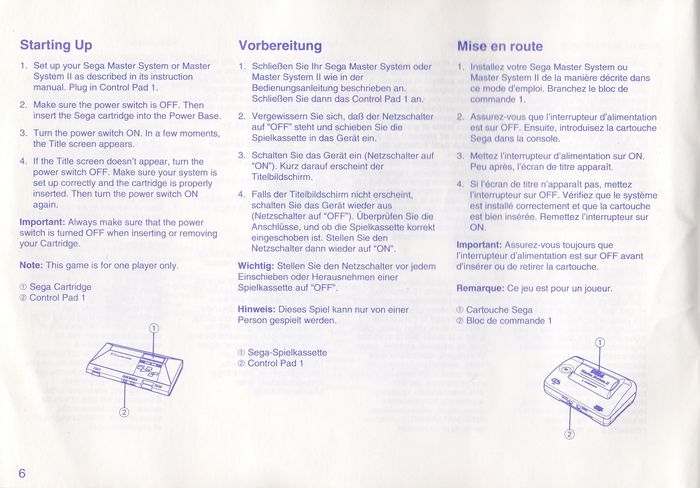 Starting Up
1. Set up your Sega Master System or Master
System II as described in its instruction
manual. Plug in Control Pad 1.
2. Make sure the power switch is OFF. Then
insert the Sega cartridge into the Power Base.
3. Turn the power switch ON. In a few moments,
the Title screen appears.
4. If the Title screen doesn't appear, turn the
power switch OFF. Make sure your system is
set up correctly and the cartridge is properly
inserted. Then turn the power switch ON
again.
Important: Always make sure that the power
switch is turned OFF when inserting or removing
your Cartridge.
Note: This game is for one player only.
① Sega Cartridge
② Control Pad 1
①
②
Vorbereitung
1. Schließen Sie Ihr Sega Master System oder
Master System II wie in der
Bedienungsanleitung beschrieben an.
Schließen Sie dann das Control Pad 1 an.
2. Vergewissern Sie sich, daß der Netzschalter
auf "OFF" steht und schieben Sie die
Spielkassette in das Gerät ein.
3. Schalten Sie das Gerät ein (Netzschalter auf
"ON"). Kurz darauf erscheint der
Titelbildschirm.
4. Falls der Titelbildschirm nicht erscheint,
schalten Sie das Gerät wieder aus
(Netzschalter auf "OFF"). Überprüfen Sie die
Anschlüsse, und ob die Spielkassette korrekt
eingeschoben ist. Stellen Sie den
Netzschalter dann wieder auf "ON".
Wichtig: Stellen Sie den Netzschalter vor jedem
Einschieben oder Herausnehmen einer
Spielkassette auf "OFF".
Hinweis: Dieses Spiel kann nur von einer
Person gespielt werden.
① Sega-Spielkassette
② Control Pad 1
Mise en route
1. Installez votre Sega Master System ou
Master System II de la manière décrite dans
ce mode d'emploi. Branchez le bloc de
commande 1.
2. Assurez-vous que l'interrupteur d'alimentation
est sur OFF. Ensuite, introduisez la cartouche
Sega dans la console.
3. Mettez l'interrupteur d'alimentation sur ON.
Peu après, l'écran de titre apparaît.
4. Si l'écran de titre n'apparaît pas, mettez
l'interrupteur sur OFF. Vérifiez que le système
est installé correctement et que la cartouche
est bien insérée. Remettez l'interrupteur sur
ON.
Important: Assurez-vous toujours que
l'interrupteur d'alimentation est sur OFF avant
d'insérer ou de retirer la cartouche.
Remarque: Ce jeu est pour un joueur.
① Cartouche Sega
② Bloc de commande 1
①
SEGA
②
6